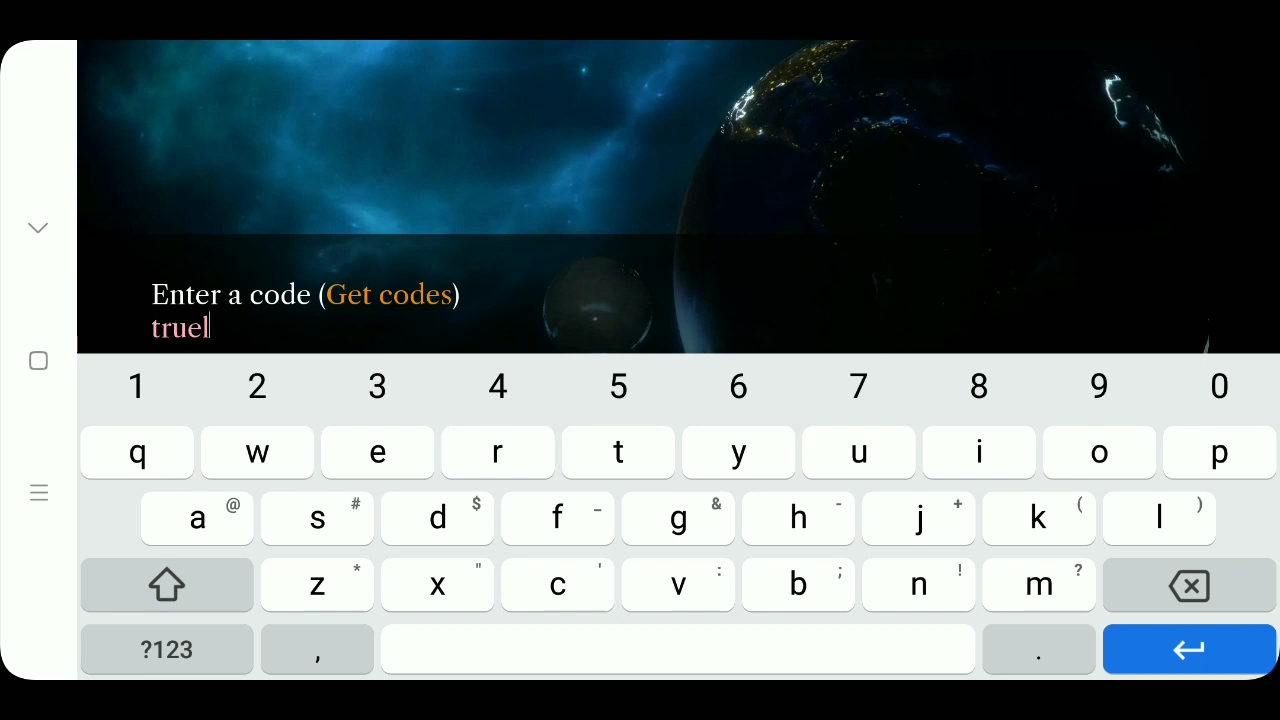 Enter a code (Get codes)
truel
1 2 3 4 5 6 7 8 9 0
q w e r t y u i o p
a @ s # d $ f _ g & h - j + k ( l )
z * x " c ' v : b ; n ! m ?
?123 , .